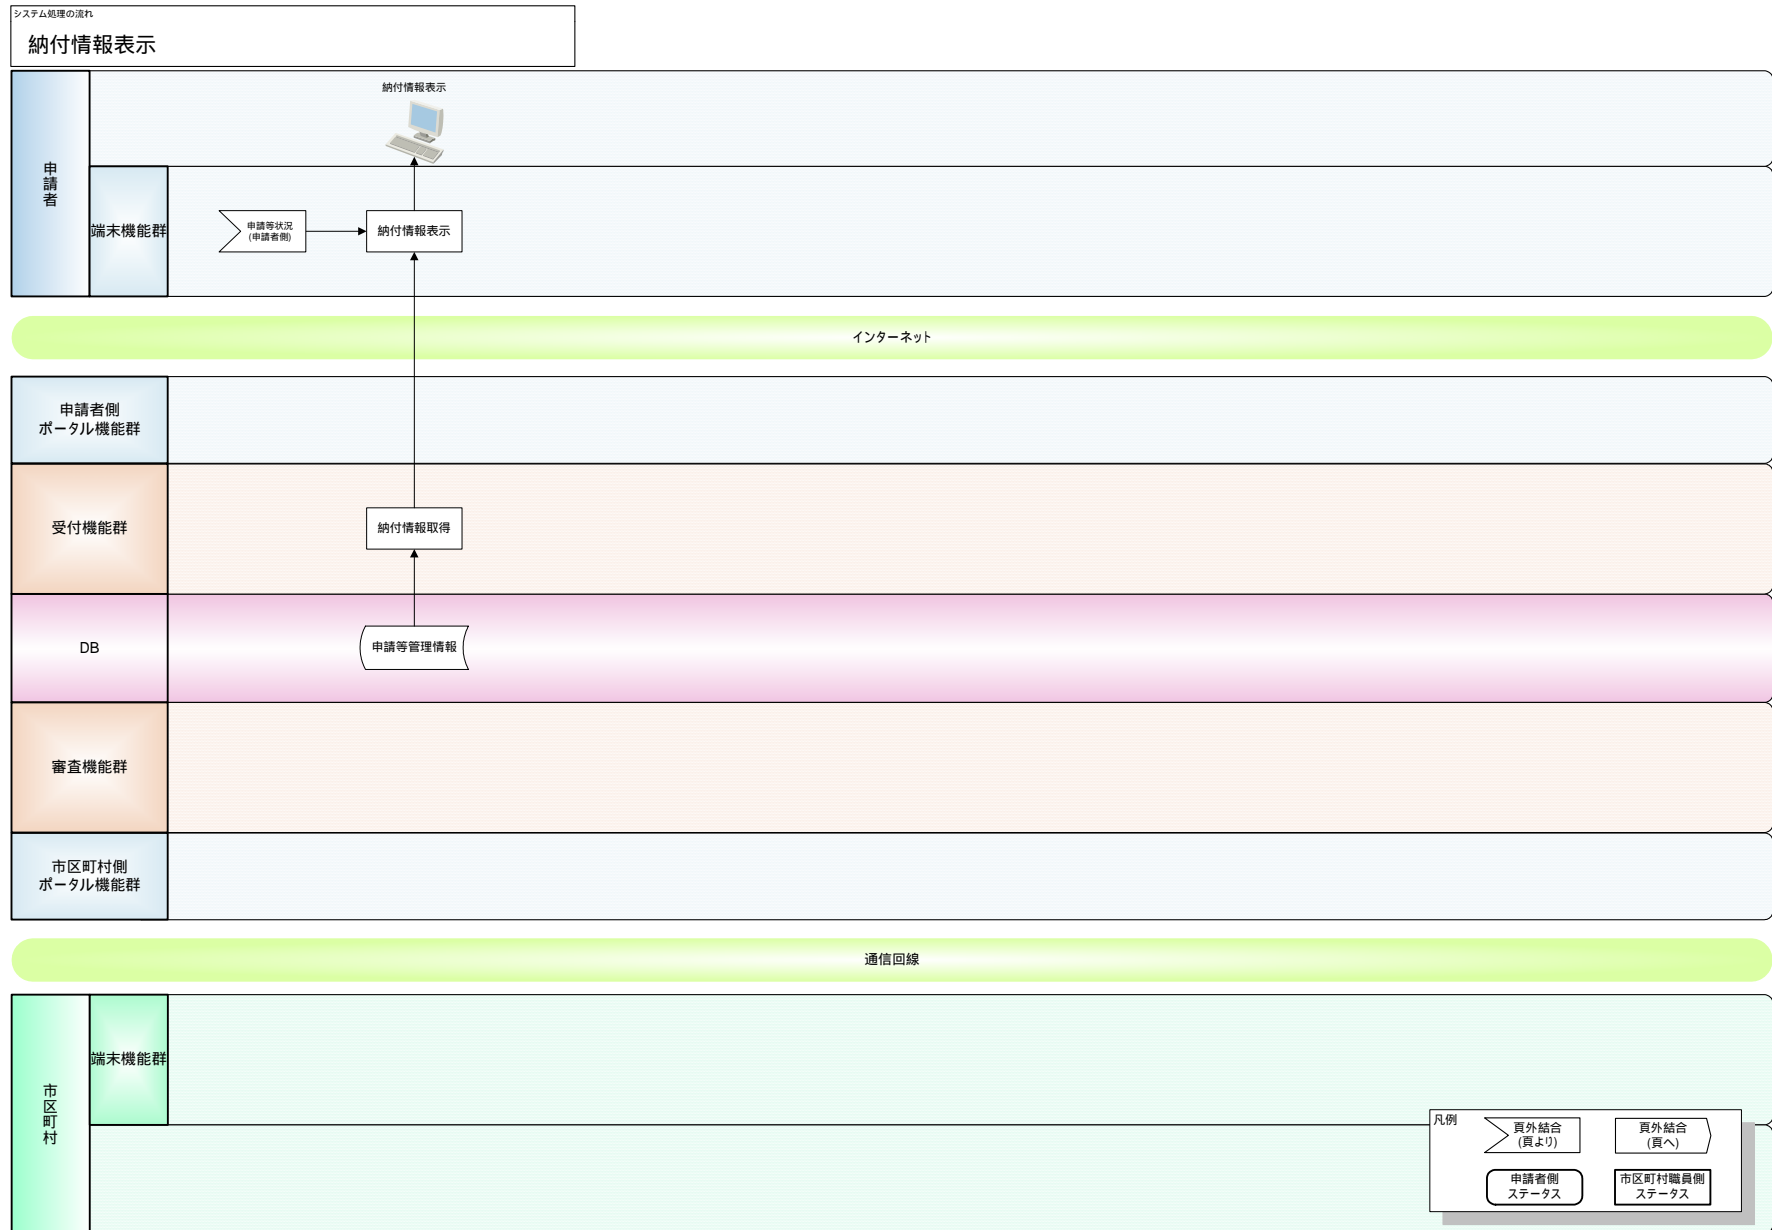 システム処理の流れ
納付情報表示
納付情報表示
申請者
端末機能群
申請等状況
(申請者側)
納付情報表示
インターネット
申請者側
ポータル機能群
受付機能群
納付情報取得
DB
申請等管理情報
審査機能群
市区町村側
ポータル機能群
通信回線
端末機能群
市区町村
凡例
頁外結合
(頁より)
頁外結合
(頁へ)
申請者側
ステータス
市区町村職員側
ステータス